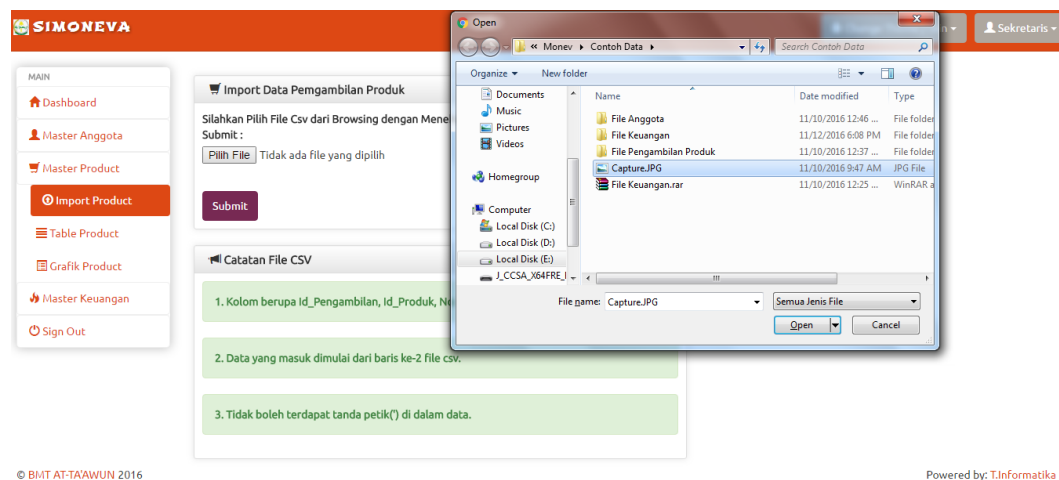 SIMONEVA
Sekretaris
MAIN
Dashboard
Master Anggota
Master Product
Import Product
Table Product
Grafik Product
Master Keuangan
Sign Out
Import Data Pemgambilan Produk
Silahkan Pilih File Csv dari Browsing dengan Mene
Submit :
Pilih File Tidak ada file yang dipilih
Submit
Catatan File CSV
1. Kolom berupa Id_Pengambilan, Id_Produk, No
2. Data yang masuk dimulai dari baris ke-2 file csv.
3. Tidak boleh terdapat tanda petik(') di dalam data.
Open
« Monev Contoh Data
Search Contoh Data
Organize New folder
Documents
Music
Pictures
Videos
Homegroup
Computer
Local Disk (C:)
Local Disk (D:)
Local Disk (E:)
J_CCSA_X64FRE_
Name Date modified Type
File Anggota 11/10/2016 12:46 ... File folder
File Keuangan 11/12/2016 6:08 PM File folder
File Pengambilan Produk 11/10/2016 12:37 ... File folder
Capture.JPG 11/10/2016 9:47 AM JPG File
File Keuangan.rar 11/10/2016 12:25 ... WinRAR a
File name: Capture.JPG Semua Jenis File
Open Cancel
© BMT AT-TA'AWUN 2016
Powered by: T.Informatika